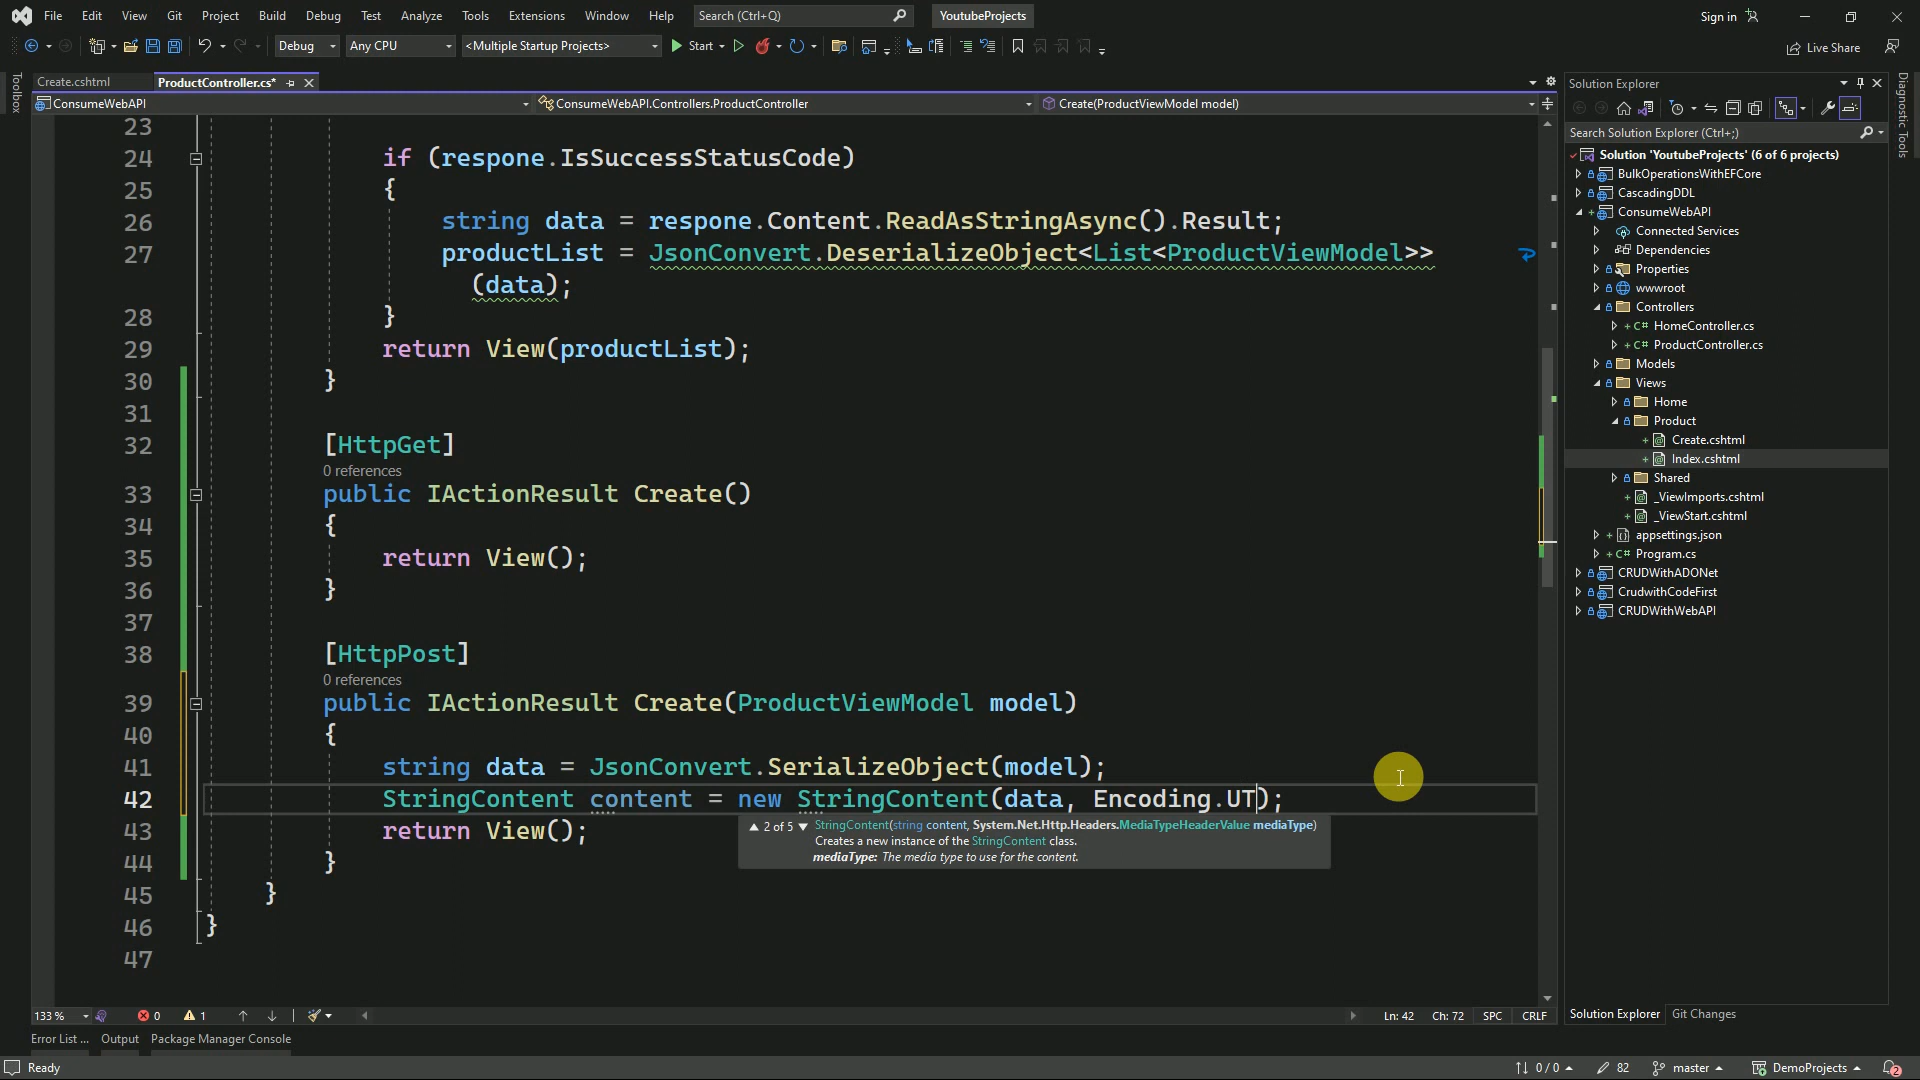 File Edit View Git Project Build Debug Test Analyze Tools Extensions Window Help Search (Ctrl+Q) YoutubeProjects Sign in
Debug Any CPU <Multiple Startup Projects> Start Live Share
Toolbox
Create.cshtml ProductController.cs*
ConsumeWebAPI ConsumeWebAPI.Controllers.ProductController Create(ProductViewModel model)
23
24 if (respone.IsSuccessStatusCode)
25 {
26 string data = respone.Content.ReadAsStringAsync().Result;
27 productList = JsonConvert.DeserializeObject<List<ProductViewModel>>
(data);
28 }
29 return View(productList);
30 }
31
32 [HttpGet]
0 references
33 public IActionResult Create()
34 {
35 return View();
36 }
37
38 [HttpPost]
0 references
39 public IActionResult Create(ProductViewModel model)
40 {
41 string data = JsonConvert.SerializeObject(model);
42 StringContent content = new StringContent(data, Encoding.UT);
43 return View();
44 }
45 }
46 }
47
2 of 5 StringContent(string content, System.Net.Http.Headers.MediaTypeHeaderValue mediaType)
Creates a new instance of the StringContent class.
mediaType: The media type to use for the content.
133 % 0 1 Ln: 42 Ch: 72 SPC CRLF
Error List ... Output Package Manager Console
Solution Explorer
Search Solution Explorer (Ctrl+;)
Solution 'YoutubeProjects' (6 of 6 projects)
BulkOperationsWithEFCore
CascadingDDL
ConsumeWebAPI
Connected Services
Dependencies
Properties
wwwroot
Controllers
C# HomeController.cs
C# ProductController.cs
Models
Views
Home
Product
Create.cshtml
Index.cshtml
Shared
_ViewImports.cshtml
_ViewStart.cshtml
appsettings.json
C# Program.cs
CRUDWithADONet
CrudwithCodeFirst
CRUDWithWebAPI
Solution Explorer Git Changes
Diagnostic Tools
Ready 0 / 0 82 master DemoProjects 2